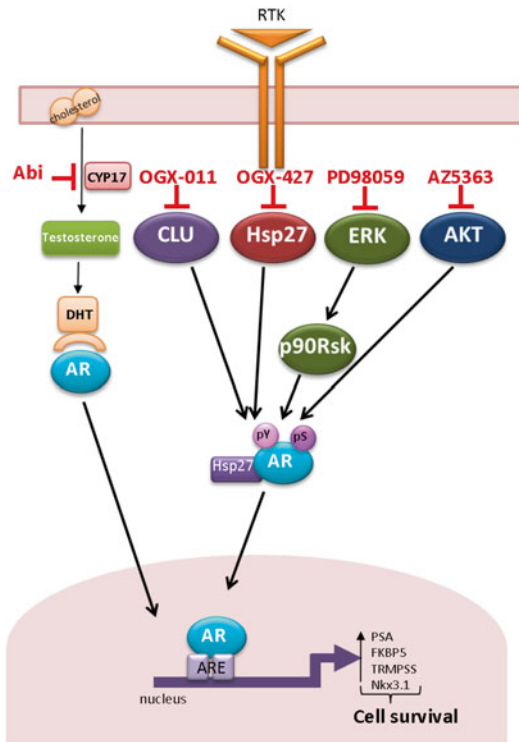 RTK
cholesterol
Abi
CYP17
OGX-011
OGX-427
PD98059
AZ5363
Testosterone
CLU
Hsp27
ERK
AKT
DHT
AR
p90Rsk
pY
pS
Hsp27
AR
AR
ARE
nucleus
PSA
FKBP5
TRMPSS
Nkx3.1
Cell survival